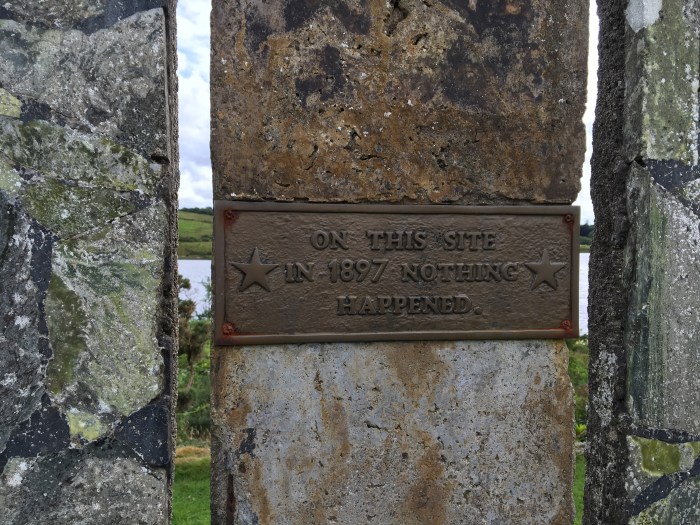 ON THIS SITE
IN 1897 NOTHING
HAPPENED.